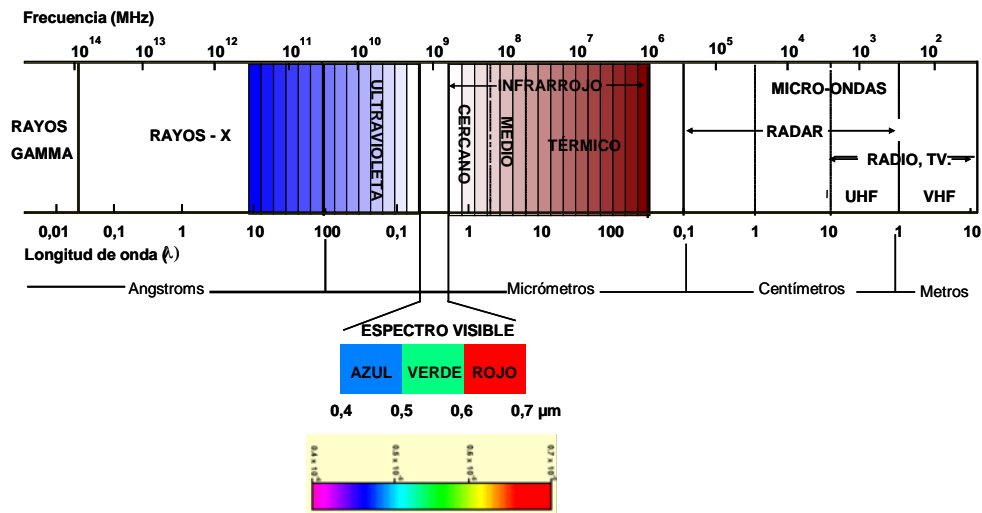 Frecuencia (MHz)
10^14 10^13 10^12 10^11 10^10 10^9 10^8 10^7 10^6 10^5 10^4 10^3 10^2
RAYOS
GAMMA
RAYOS - X
ULTRAVIOLETA
INFRARROJO
CERCANO
MEDIO
TÉRMICO
MICRO-ONDAS
RADAR
RADIO, TV.
UHF
VHF
0,01 0,1 1 10 100 0,1 1 10 100 0,1 1 10 1 10
Longitud de onda (λ)
Angstroms
Micrómetros
Centímetros
Metros
ESPECTRO VISIBLE
AZUL VERDE ROJO
0,4 0,5 0,6 0,7 µm